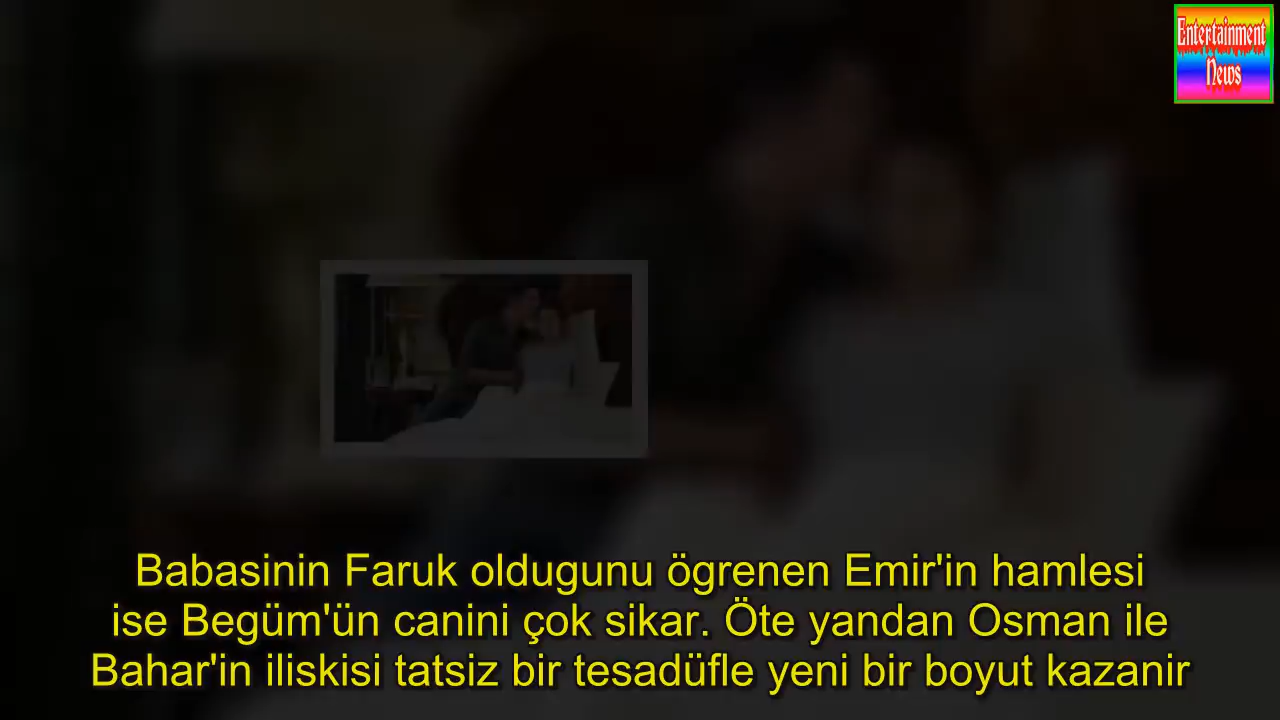 Entertainment
News
Babasinin Faruk oldugunu ögrenen Emir'in hamlesi
ise Begüm'ün canini çok sikar. Öte yandan Osman ile
Bahar'in iliskisi tatsiz bir tesadüfle yeni bir boyut kazanir